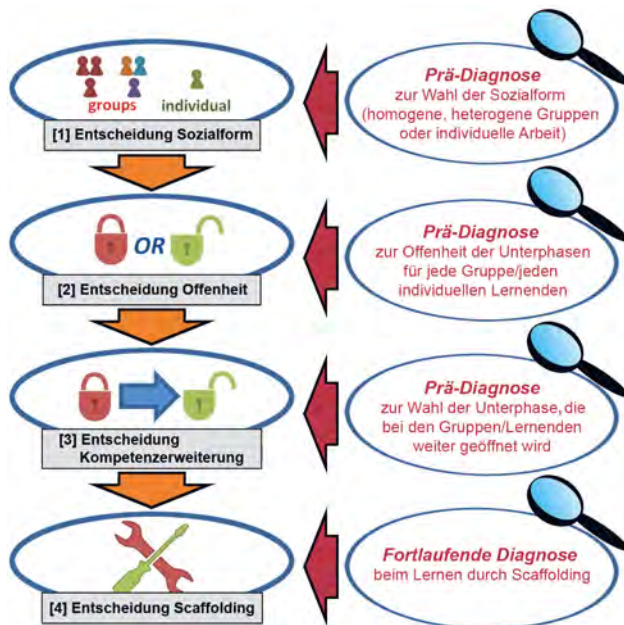 groups individual
[1] Entscheidung Sozialform
Prä-Diagnose
zur Wahl der Sozialform
(homogene, heterogene Gruppen
oder individuelle Arbeit)
OR
[2] Entscheidung Offenheit
Prä-Diagnose
zur Offenheit der Unterphasen
für jede Gruppe/jeden
individuellen Lernenden
[3] Entscheidung
Kompetenzerweiterung
Prä-Diagnose
zur Wahl der Unterphase, die
bei den Gruppen/Lernenden
weiter geöffnet wird
[4] Entscheidung Scaffolding
Fortlaufende Diagnose
beim Lernen durch Scaffolding